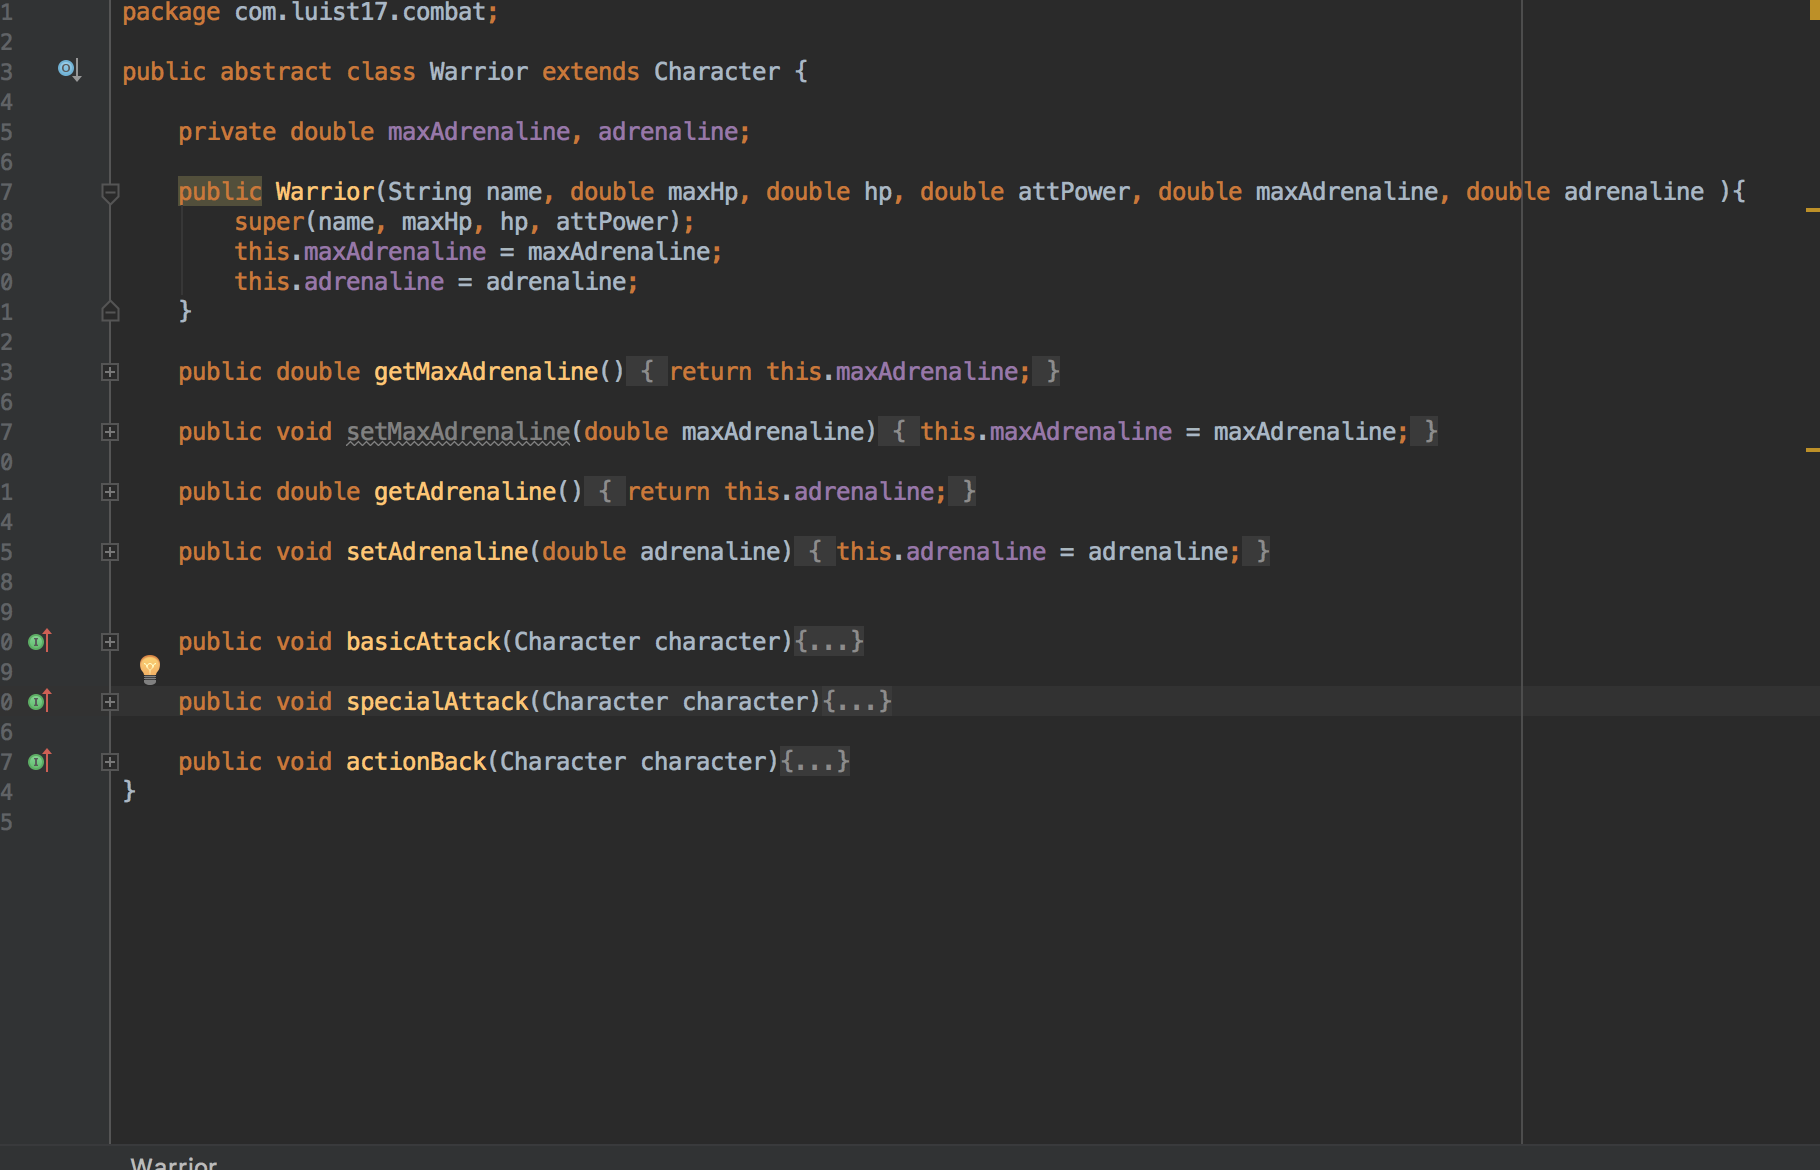 1 package com.luist17.combat;
2
3 public abstract class Warrior extends Character {
4
5 private double maxAdrenaline, adrenaline;
6
7 public Warrior(String name, double maxHp, double hp, double attPower, double maxAdrenaline, double adrenaline ){
8 super(name, maxHp, hp, attPower);
9 this.maxAdrenaline = maxAdrenaline;
0 this.adrenaline = adrenaline;
1 }
2
3 public double getMaxAdrenaline() { return this.maxAdrenaline; }
6
7 public void setMaxAdrenaline(double maxAdrenaline) { this.maxAdrenaline = maxAdrenaline; }
0
1 public double getAdrenaline() { return this.adrenaline; }
4
5 public void setAdrenaline(double adrenaline) { this.adrenaline = adrenaline; }
8
9
0 public void basicAttack(Character character){...}
9
0 public void specialAttack(Character character){...}
6
7 public void actionBack(Character character){...}
4 }
5
Warrior